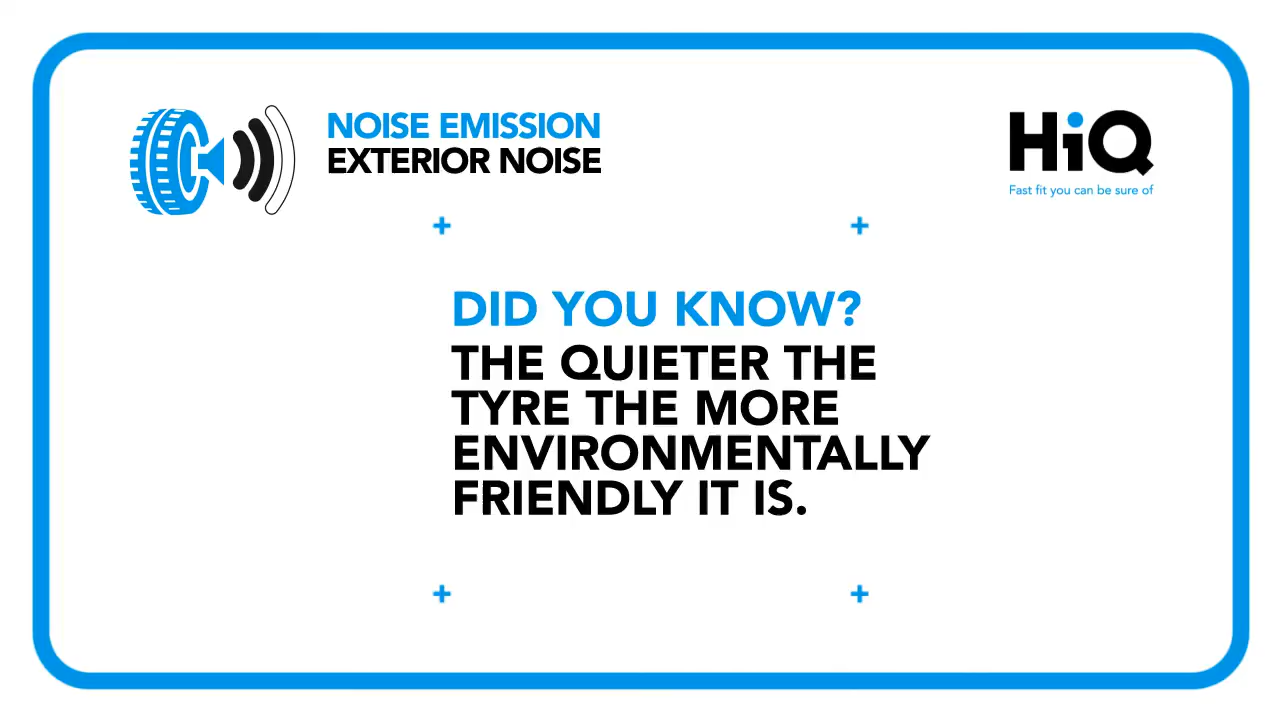 NOISE EMISSION
EXTERIOR NOISE
HiQ
Fast fit you can be sure of
DID YOU KNOW?
THE QUIETER THE
TYRE THE MORE
ENVIRONMENTALLY
FRIENDLY IT IS.